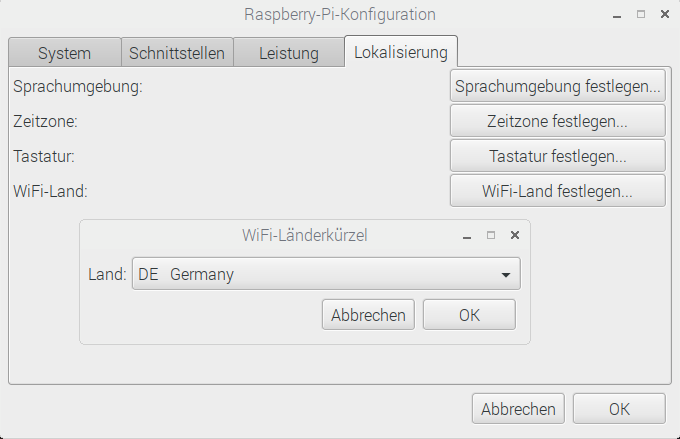 Raspberry-Pi-Konfiguration
System Schnittstellen Leistung Lokalisierung
Sprachumgebung: Sprachumgebung festlegen...
Zeitzone: Zeitzone festlegen...
Tastatur: Tastatur festlegen...
WiFi-Land: WiFi-Land festlegen...
WiFi-Länderkürzel
Land: DE Germany
Abbrechen OK
Abbrechen OK